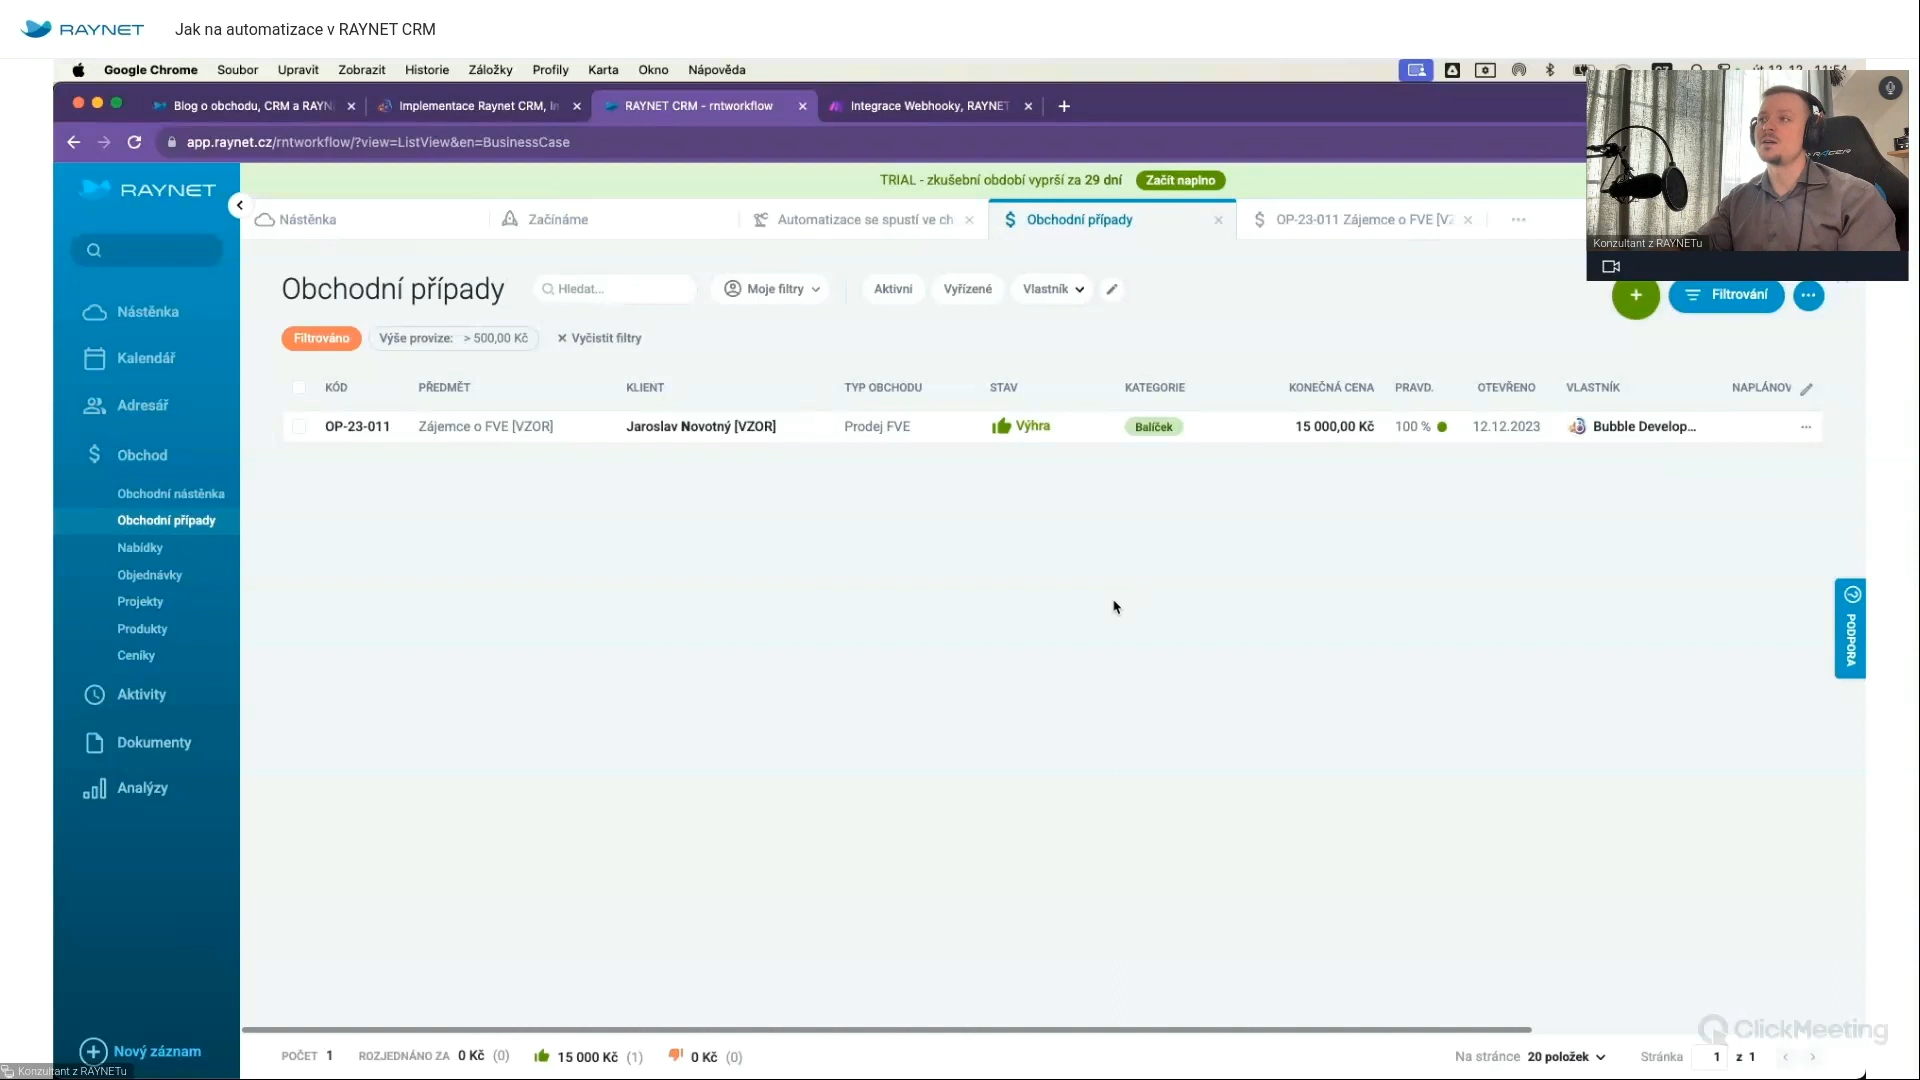 RAYNET Jak na automatizace v RAYNET CRM
Google Chrome Soubor Upravit Zobrazit Historie Záložky Profily Karta Okno Nápověda
Blog o obchodu, CRM a RAYN Implementace Raynet CRM, In RAYNET CRM - rntworkflow Integrace Webhooky, RAYNET
app.raynet.cz/rntworkflow/?view=ListView&en=BusinessCase
RAYNET
TRIAL - zkušební období vyprší za 29 dní Začít naplno
Nástěnka Začínáme Automatizace se spustí ve ch Obchodní případy OP-23-011 Zájemce o FVE [VZ
Konzultant z RAYNETu
Obchodní případy Hledat... Moje filtry Aktivní Vyřízené Vlastník Filtrování
Filtrováno Výše provize: > 500,00 Kč Vyčistit filtry
KÓD PŘEDMĚT KLIENT TYP OBCHODU STAV KATEGORIE KONEČNÁ CENA PRAVD. OTEVŘENO VLASTNÍK NAPLÁNOV
OP-23-011 Zájemce o FVE [VZOR] Jaroslav Novotný [VZOR] Prodej FVE Výhra Balíček 15 000,00 Kč 100 % 12.12.2023 Bubble Develop...
Nástěnka
Kalendář
Adresář
Obchod
Obchodní nástěnka
Obchodní případy
Nabídky
Objednávky
Projekty
Produkty
Ceníky
Aktivity
Dokumenty
Analýzy
PODPORA
ClickMeeting
Nový záznam
POČET 1 ROZJEDNÁNO ZA 0 Kč (0) 15 000 Kč (1) 0 Kč (0) Na stránce 20 položek Stránka 1 z 1
Konzultant z RAYNETu